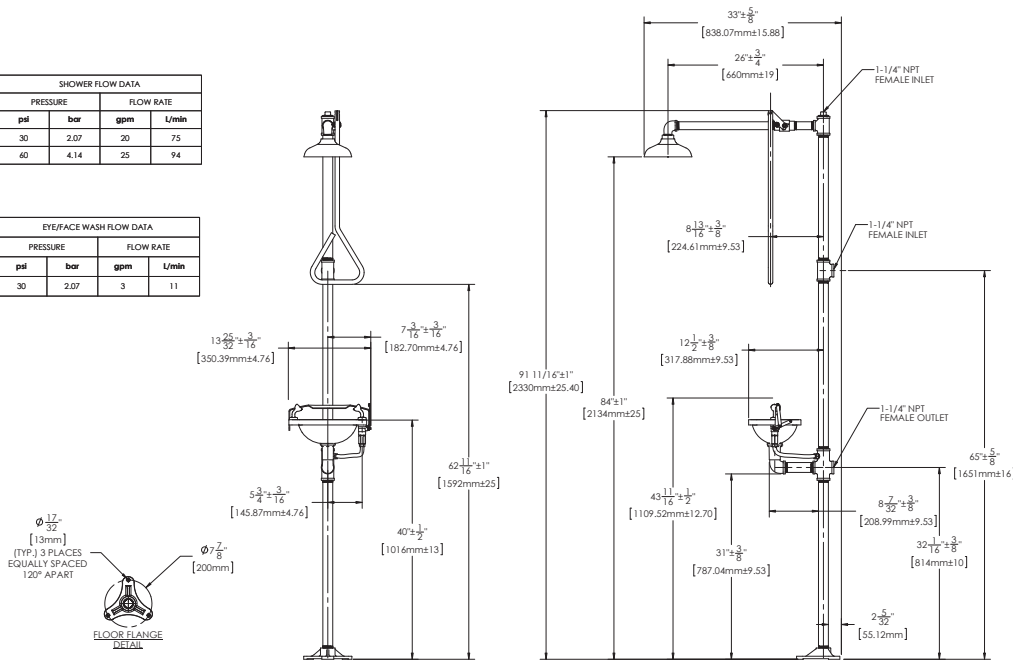 SHOWER FLOW DATA
PRESSURE FLOW RATE
psi bar gpm L/min
30 2.07 20 75
60 4.14 25 94
EYE/FACE WASH FLOW DATA
PRESSURE FLOW RATE
psi bar gpm L/min
30 2.07 3 11
13 25/32"±3/16"
[350.39mm±4.76]
7 3/16"±3/16"
[182.70mm±4.76]
5 3/4"±3/16"
[145.87mm±4.76]
62 11/16"±1"
[1592mm±25]
40"±1/2"
[1016mm±13]
Ø 17/32"
[13mm]
(TYP.) 3 PLACES
EQUALLY SPACED
120° APART
Ø7 7/8"
[200mm]
FLOOR FLANGE
DETAIL
33"±5/8"
[838.07mm±15.88]
26"±3/4"
[660mm±19]
1-1/4" NPT
FEMALE INLET
8 13/16"±3/8"
[224.61mm±9.53]
1-1/4" NPT
FEMALE INLET
12 1/2"±3/8"
[317.88mm±9.53]
91 11/16"±1"
[2330mm±25.40]
84"±1"
[2134mm±25]
1-1/4" NPT
FEMALE OUTLET
65"±5/8"
[1651mm±16
43 11/16"±1/2"
[1109.52mm±12.70]
8 7/32"±3/8"
[208.99mm±9.53]
31"±3/8"
[787.04mm±9.53]
32 1/16"±3/8"
[814mm±10]
2 5/32"
[55.12mm]